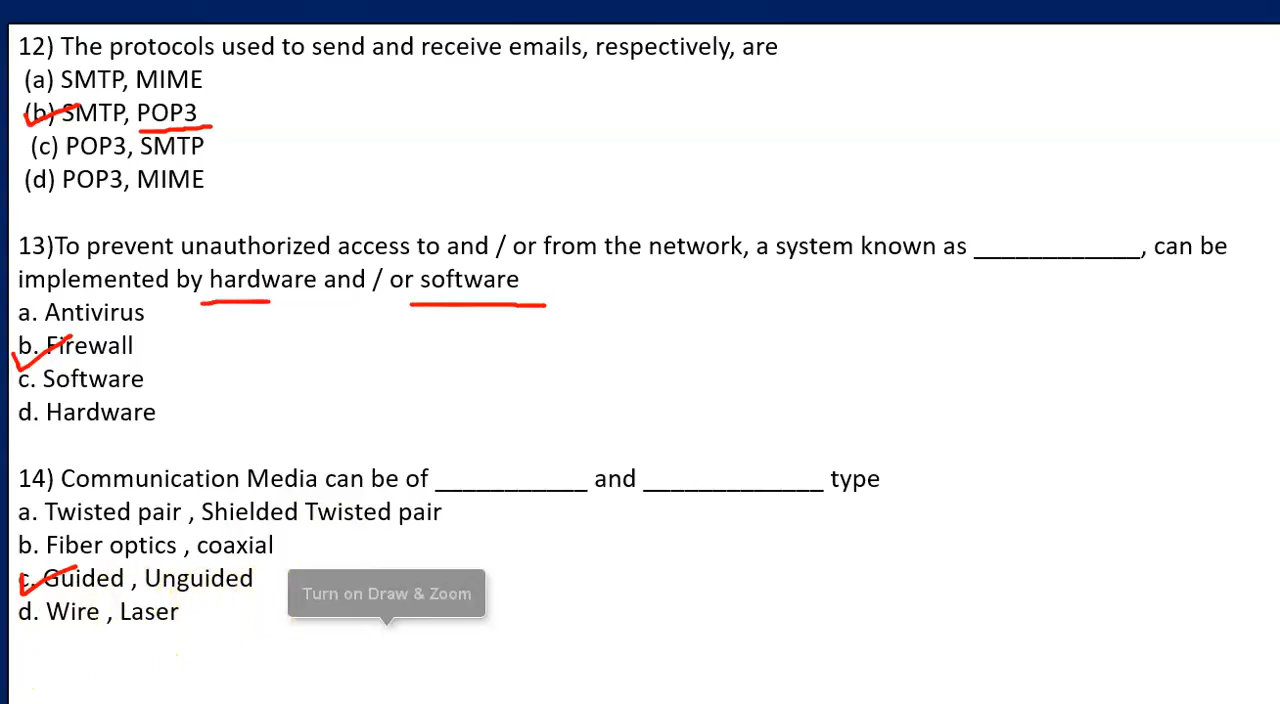 12) The protocols used to send and receive emails, respectively, are
(a) SMTP, MIME
(b) SMTP, POP3
(c) POP3, SMTP
(d) POP3, MIME
13)To prevent unauthorized access to and / or from the network, a system known as ____________, can be
implemented by hardware and / or software
a. Antivirus
b. Firewall
c. Software
d. Hardware
14) Communication Media can be of ___________ and _____________ type
a. Twisted pair , Shielded Twisted pair
b. Fiber optics , coaxial
c. Guided , Unguided
Turn on Draw & Zoom
d. Wire , Laser